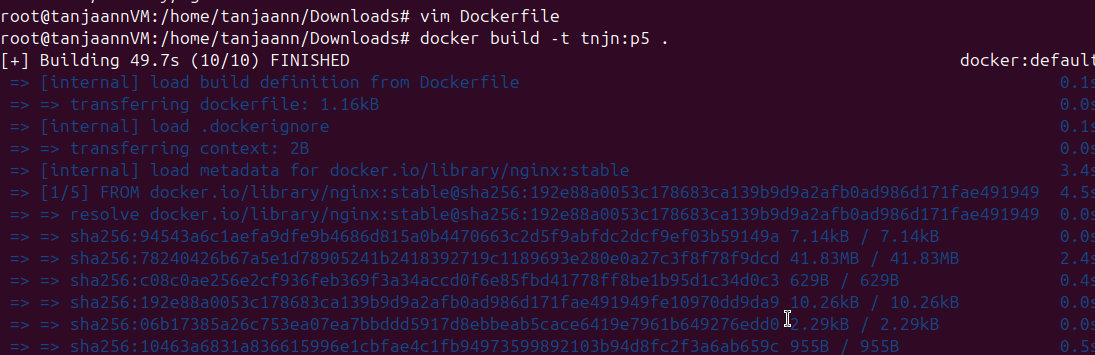 root@tanjaannVM:/home/tanjaann/Downloads# vim Dockerfile
root@tanjaannVM:/home/tanjaann/Downloads# docker build -t tnjn:p5 .
[+] Building 49.7s (10/10) FINISHED docker:default
=> [internal] load build definition from Dockerfile 0.1s
=> => transferring dockerfile: 1.16kB 0.0s
=> [internal] load .dockerignore 0.1s
=> => transferring context: 2B 0.0s
=> [internal] load metadata for docker.io/library/nginx:stable 3.4s
=> [1/5] FROM docker.io/library/nginx:stable@sha256:192e88a0053c178683ca139b9d9a2afb0ad986d171fae491949 4.5s
=> => resolve docker.io/library/nginx:stable@sha256:192e88a0053c178683ca139b9d9a2afb0ad986d171fae491949 0.0s
=> => sha256:94543a6c1aefa9dfe9b4686d815a0b4470663c2d5f9abfdc2dcf9ef03b59149a 7.14kB / 7.14kB 0.0s
=> => sha256:78240426b67a5e1d78905241b2418392719c1189693e280e0a27c3f8f78f9dcd 41.83MB / 41.83MB 2.4s
=> => sha256:c08c0ae256e2cf936feb369f3a34accd0f6e85fbd41778ff8be1b95d1c34d0c3 629B / 629B 0.4s
=> => sha256:192e88a0053c178683ca139b9d9a2afb0ad986d171fae491949fe10970dd9da9 10.26kB / 10.26kB 0.0s
=> => sha256:06b17385a26c753ea07ea7bbddd5917d8ebbeab5cace6419e7961b649276edd0 2.29kB / 2.29kB 0.0s
=> => sha256:10463a6831a836615996e1cbfae4c1fb94973599892103b94d8fc2f3a6ab659c 955B / 955B 0.5s